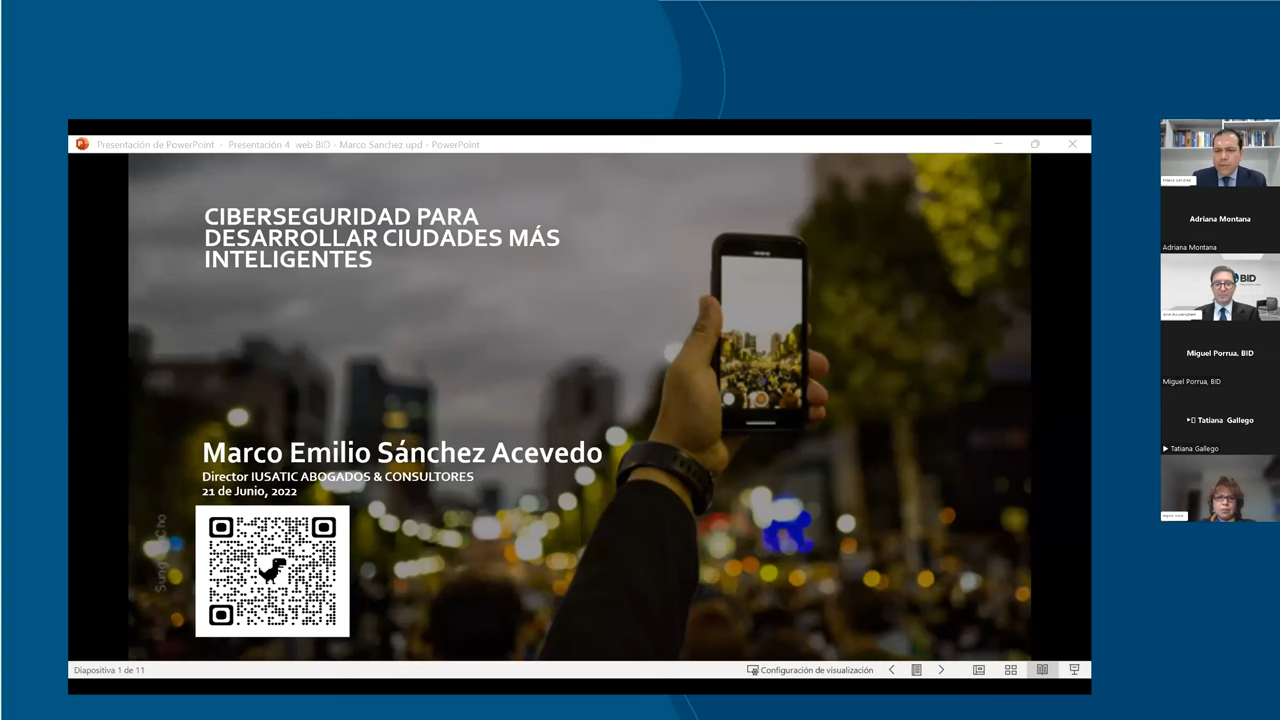 Presentación de PowerPoint - Presentación 4 web BID - Marco Sanchez upd - PowerPoint
CIBERSEGURIDAD PARA
DESARROLLAR CIUDADES MÁS
INTELIGENTES
Marco Emilio Sánchez Acevedo
Director IUSATIC ABOGADOS & CONSULTORES
21 de Junio, 2022
Diapositiva 1 de 11
Configuración de visualización
Adriana Montana
Adriana Montana
BID
Miguel Porrua, BID
Miguel Porrua, BID
Tatiana Gallego
Tatiana Gallego